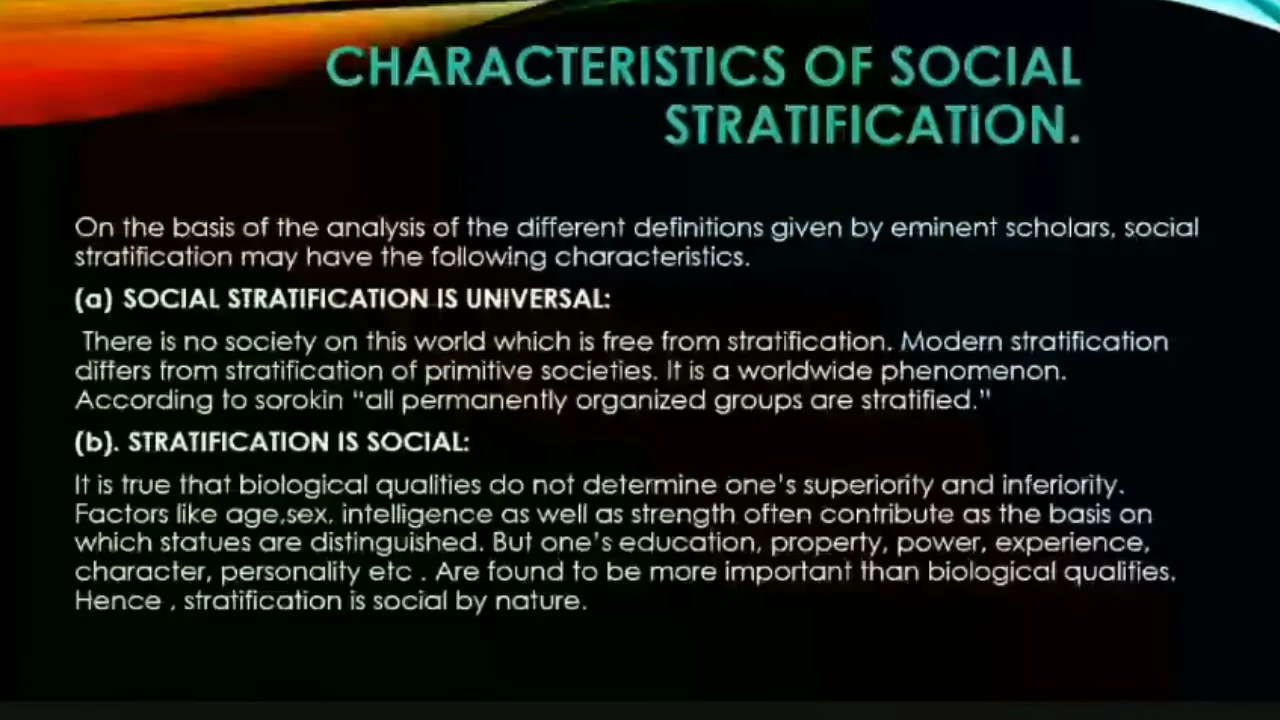 CHARACTERISTICS OF SOCIAL
STRATIFICATION.
On the basis of the analysis of the different definitions given by eminent scholars, social
stratification may have the following characteristics.
(a) SOCIAL STRATIFICATION IS UNIVERSAL:
There is no society on this world which is free from stratification. Modern stratification
differs from stratification of primitive societies. It is a worldwide phenomenon.
According to sorokin "all permanently organized groups are stratified."
(b). STRATIFICATION IS SOCIAL:
It is true that biological qualities do not determine one's superiority and inferiority.
Factors like age,sex, intelligence as well as strength often contribute as the basis on
which statues are distinguished. But one's education, property, power, experience,
character, personality etc . Are found to be more important than biological qualities.
Hence , stratification is social by nature.